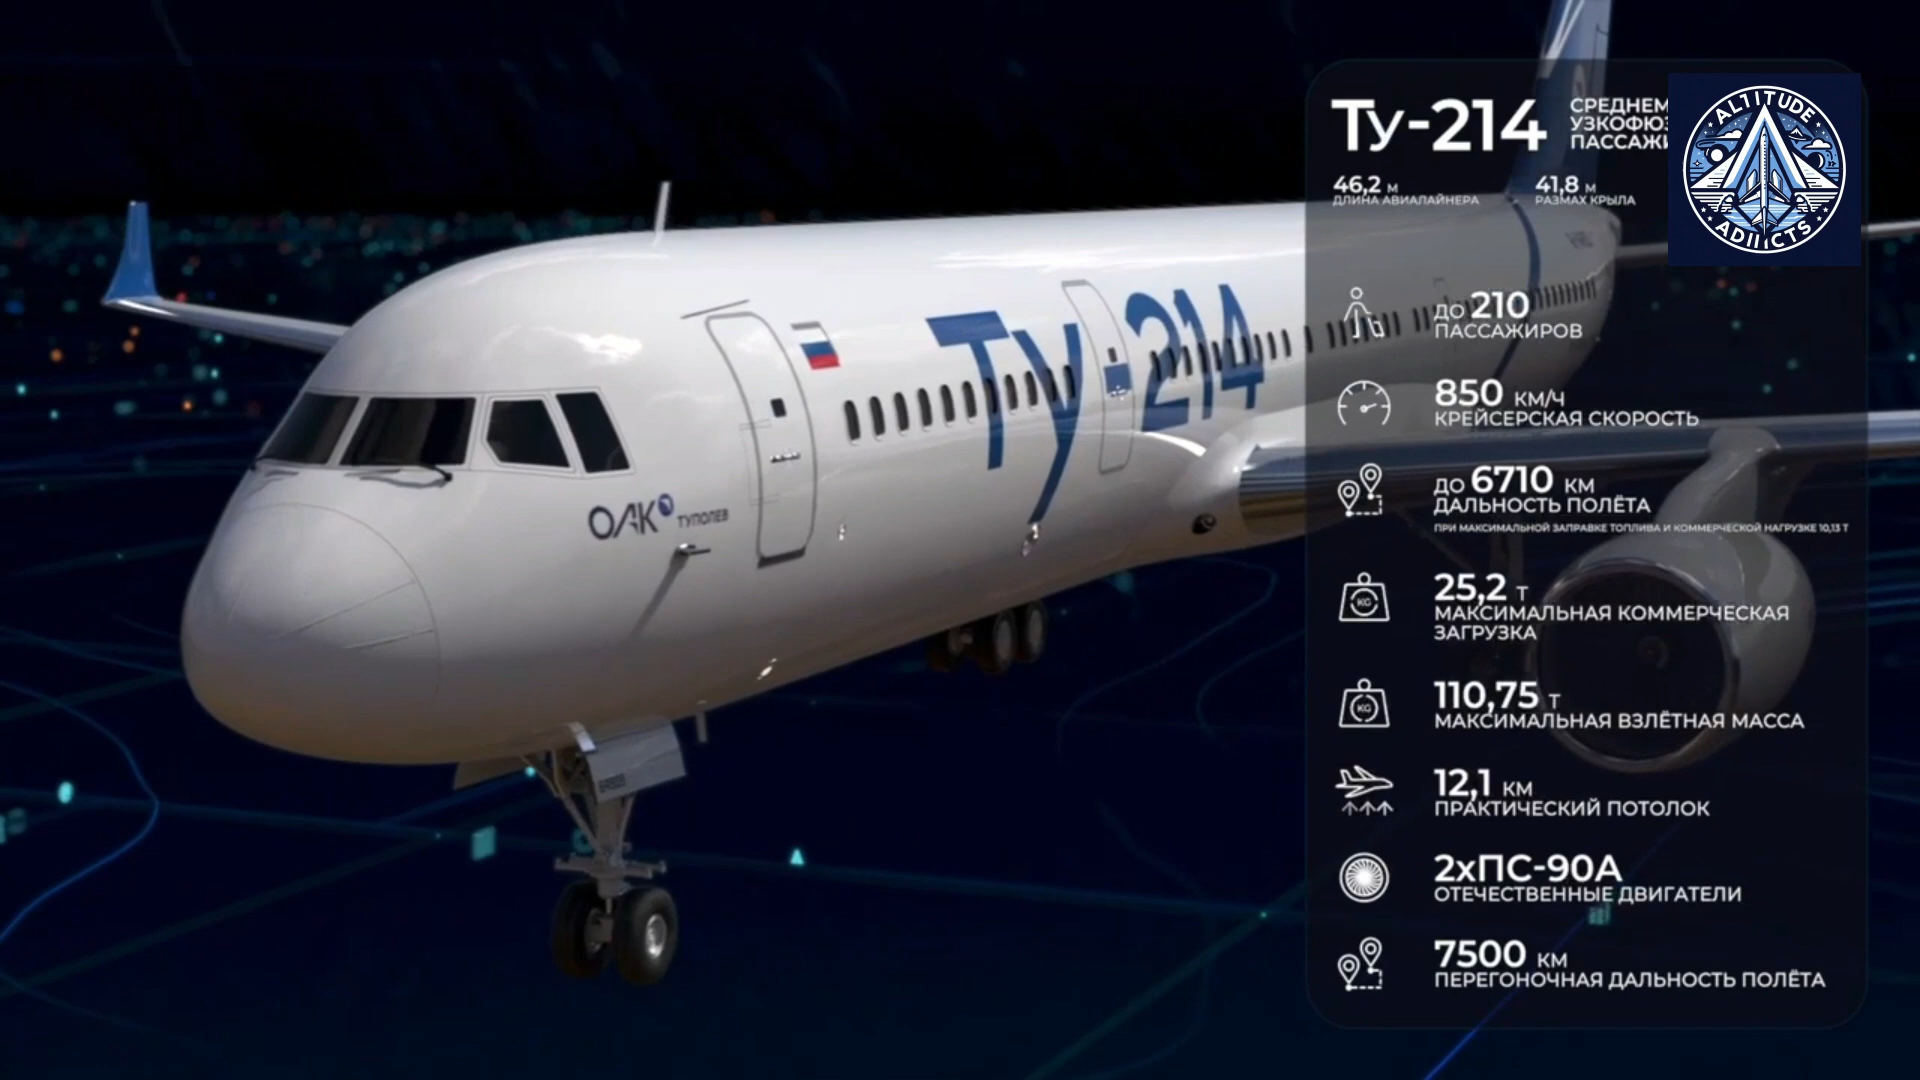 Ту-214
СРЕДНЕМ
УЗКОФЮЗ
ПАССАЖИ
46,2 м
ДЛИНА АВИАЛАЙНЕРА
41,8 м
РАЗМАХ КРЫЛА
ALTITUDE
ADIICTS
ДО 210
ПАССАЖИРОВ
850 КМ/Ч
КРЕЙСЕРСКАЯ СКОРОСТЬ
ДО 6710 КМ
ДАЛЬНОСТЬ ПОЛЁТА
ПРИ МАКСИМАЛЬНОЙ ЗАПРАВКЕ ТОПЛИВА И КОММЕРЧЕСКОЙ НАГРУЗКЕ 10,13 Т
KG
25,2 Т
МАКСИМАЛЬНАЯ КОММЕРЧЕСКАЯ
ЗАГРУЗКА
KG
110,75 Т
МАКСИМАЛЬНАЯ ВЗЛЁТНАЯ МАССА
12,1 КМ
ПРАКТИЧЕСКИЙ ПОТОЛОК
2хПС-90А
ОТЕЧЕСТВЕННЫЕ ДВИГАТЕЛИ
7500 КМ
ПЕРЕГОНОЧНАЯ ДАЛЬНОСТЬ ПОЛЁТА
Ту-214
ОАК ТУПОЛЕВ